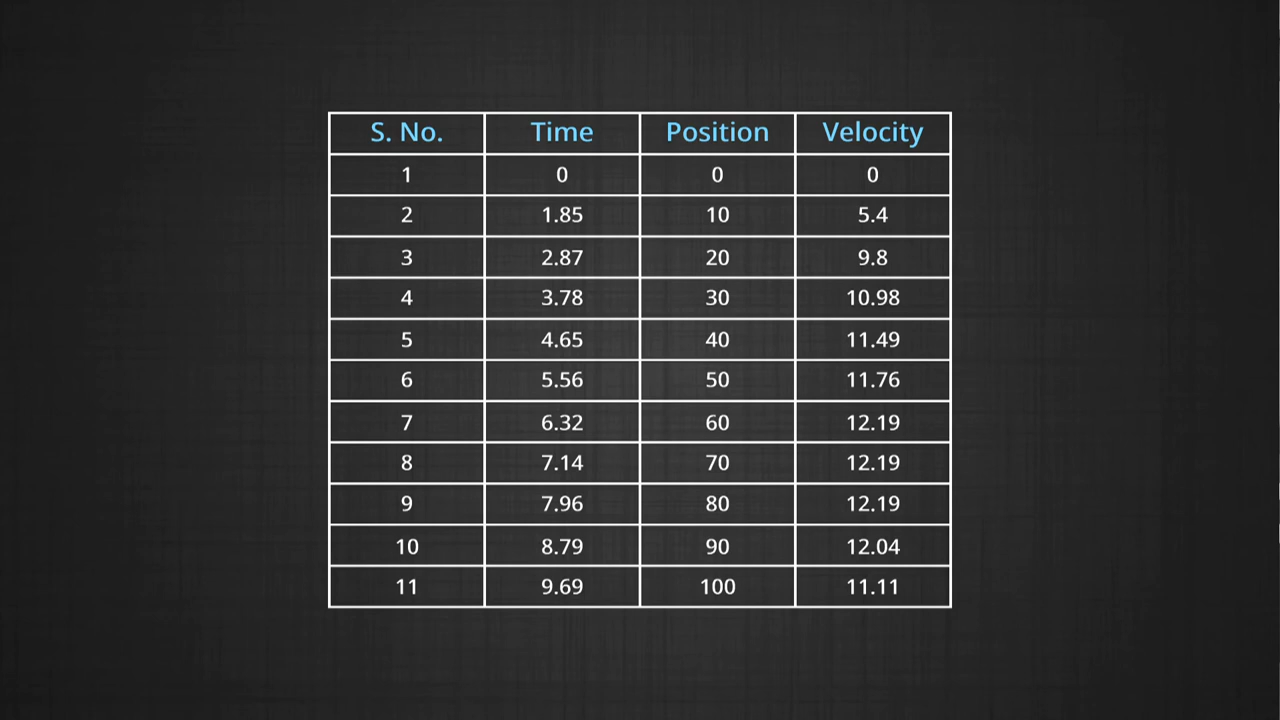 S. No. Time Position Velocity
1 0 0 0
2 1.85 10 5.4
3 2.87 20 9.8
4 3.78 30 10.98
5 4.65 40 11.49
6 5.56 50 11.76
7 6.32 60 12.19
8 7.14 70 12.19
9 7.96 80 12.19
10 8.79 90 12.04
11 9.69 100 11.11